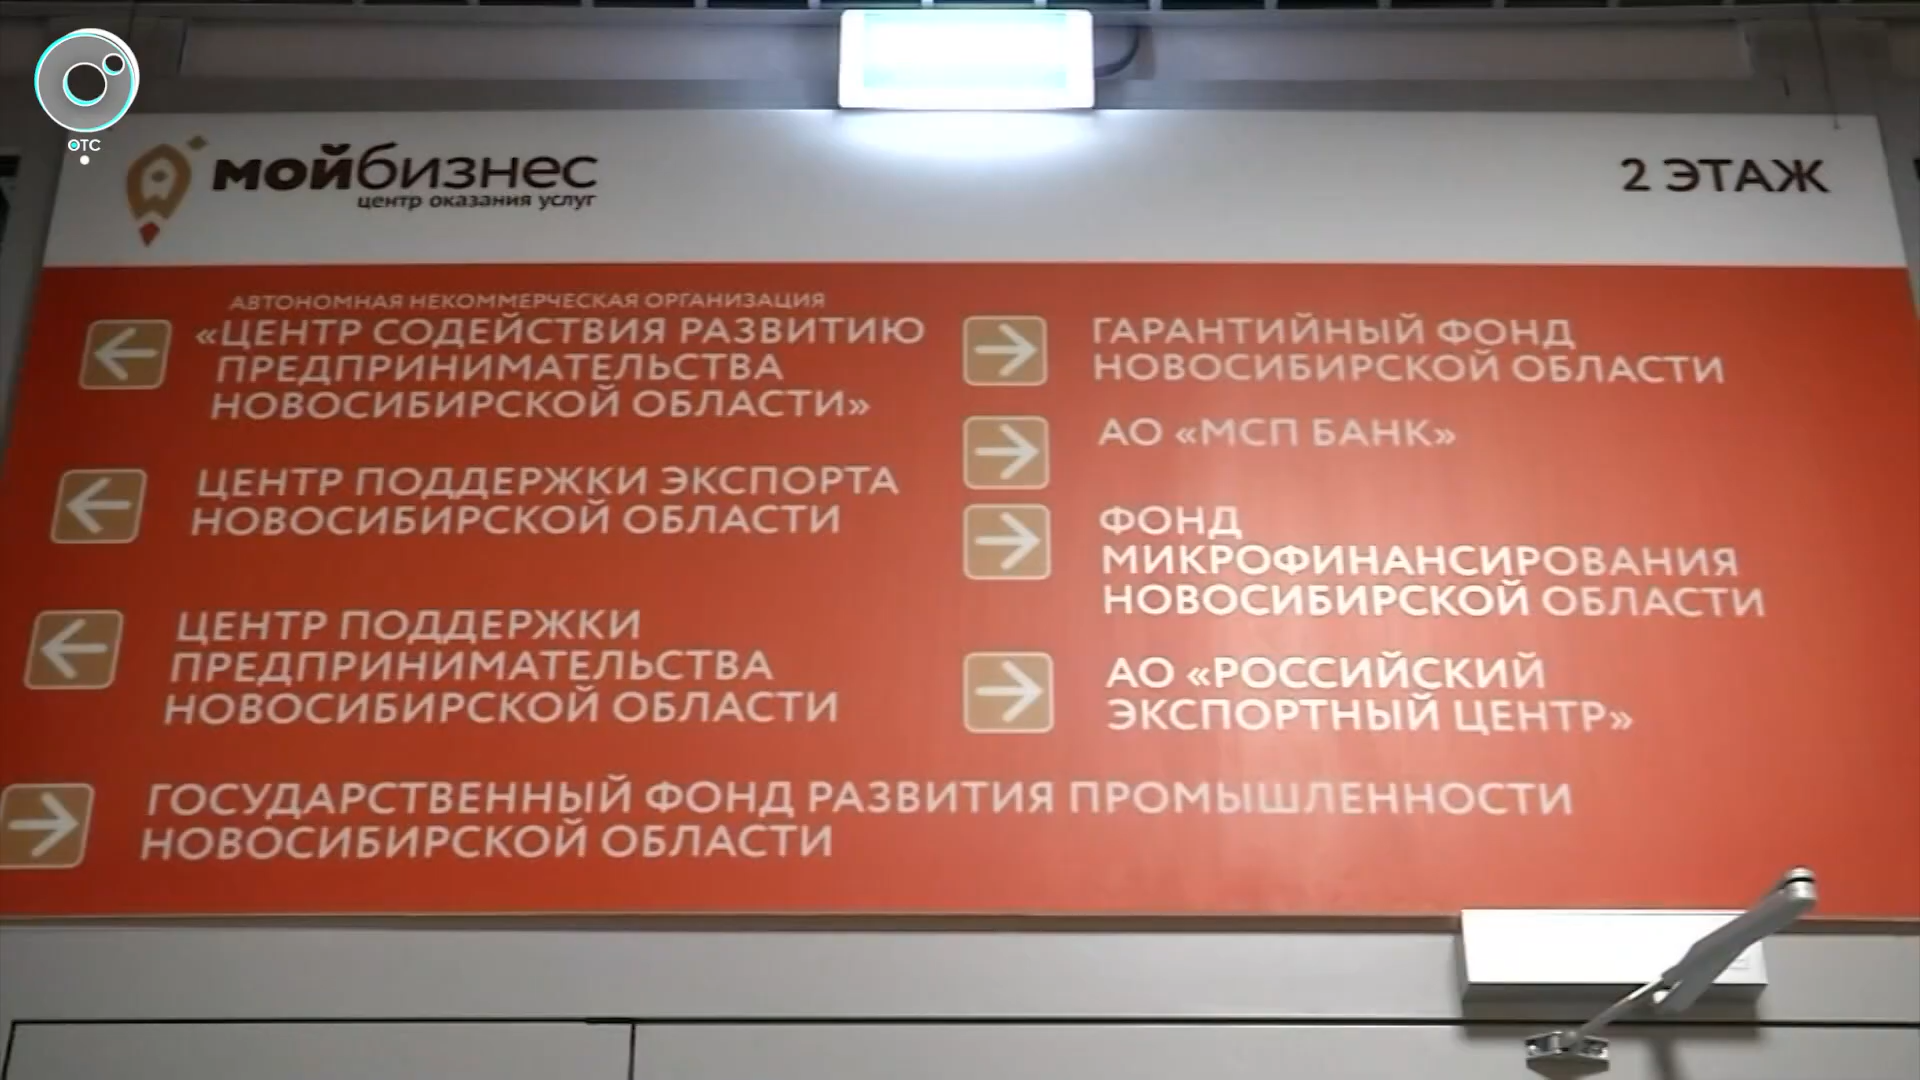 ОТС
мойбизнес
центр оказания услуг
2 ЭТАЖ
АВТОНОМНАЯ НЕКОММЕРЧЕСКАЯ ОРГАНИЗАЦИЯ
«ЦЕНТР СОДЕЙСТВИЯ РАЗВИТИЮ
ПРЕДПРИНИМАТЕЛЬСТВА
НОВОСИБИРСКОЙ ОБЛАСТИ»
ЦЕНТР ПОДДЕРЖКИ ЭКСПОРТА
НОВОСИБИРСКОЙ ОБЛАСТИ
ЦЕНТР ПОДДЕРЖКИ
ПРЕДПРИНИМАТЕЛЬСТВА
НОВОСИБИРСКОЙ ОБЛАСТИ
ГАРАНТИЙНЫЙ ФОНД
НОВОСИБИРСКОЙ ОБЛАСТИ
АО «МСП БАНК»
ФОНД
МИКРОФИНАНСИРОВАНИЯ
НОВОСИБИРСКОЙ ОБЛАСТИ
АО «РОССИЙСКИЙ
ЭКСПОРТНЫЙ ЦЕНТР»
ГОСУДАРСТВЕННЫЙ ФОНД РАЗВИТИЯ ПРОМЫШЛЕННОСТИ
НОВОСИБИРСКОЙ ОБЛАСТИ